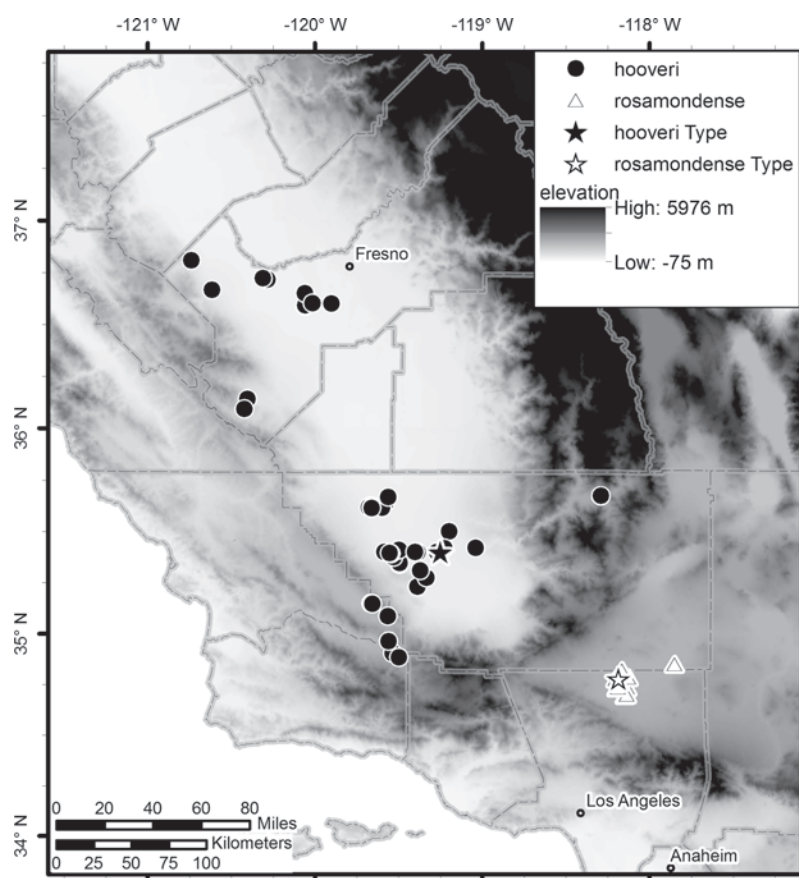 -121° W -120° W -119° W -118° W
hooveri
rosamondense
hooveri Type
rosamondense Type
elevation
High: 5976 m
Low: -75 m
37° N
Fresno
36° N
35° N
34° N
Los Angeles
Anaheim
0 20 40 60 80
Miles
Kilometers
0 25 50 75 100